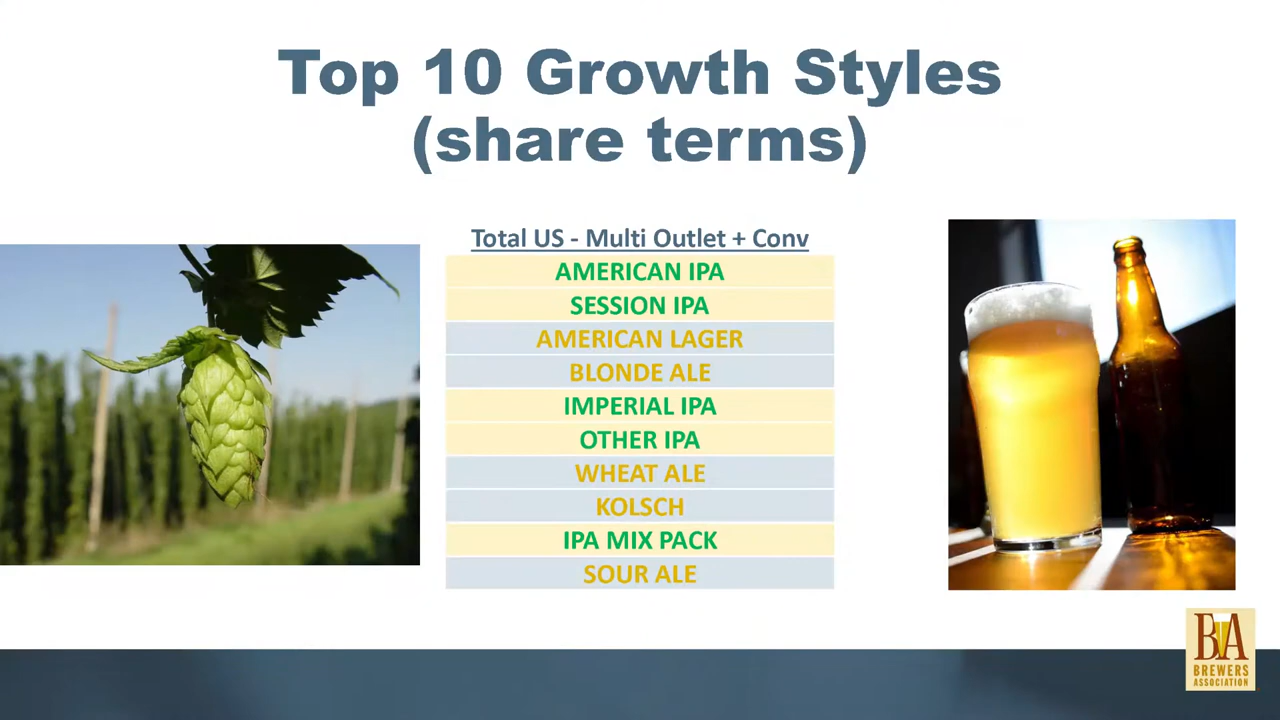 Top 10 Growth Styles
(share terms)
Total US - Multi Outlet + Conv
AMERICAN IPA
SESSION IPA
AMERICAN LAGER
BLONDE ALE
IMPERIAL IPA
OTHER IPA
WHEAT ALE
KOLSCH
IPA MIX PACK
SOUR ALE
BA
BREWERS
ASSOCIATION